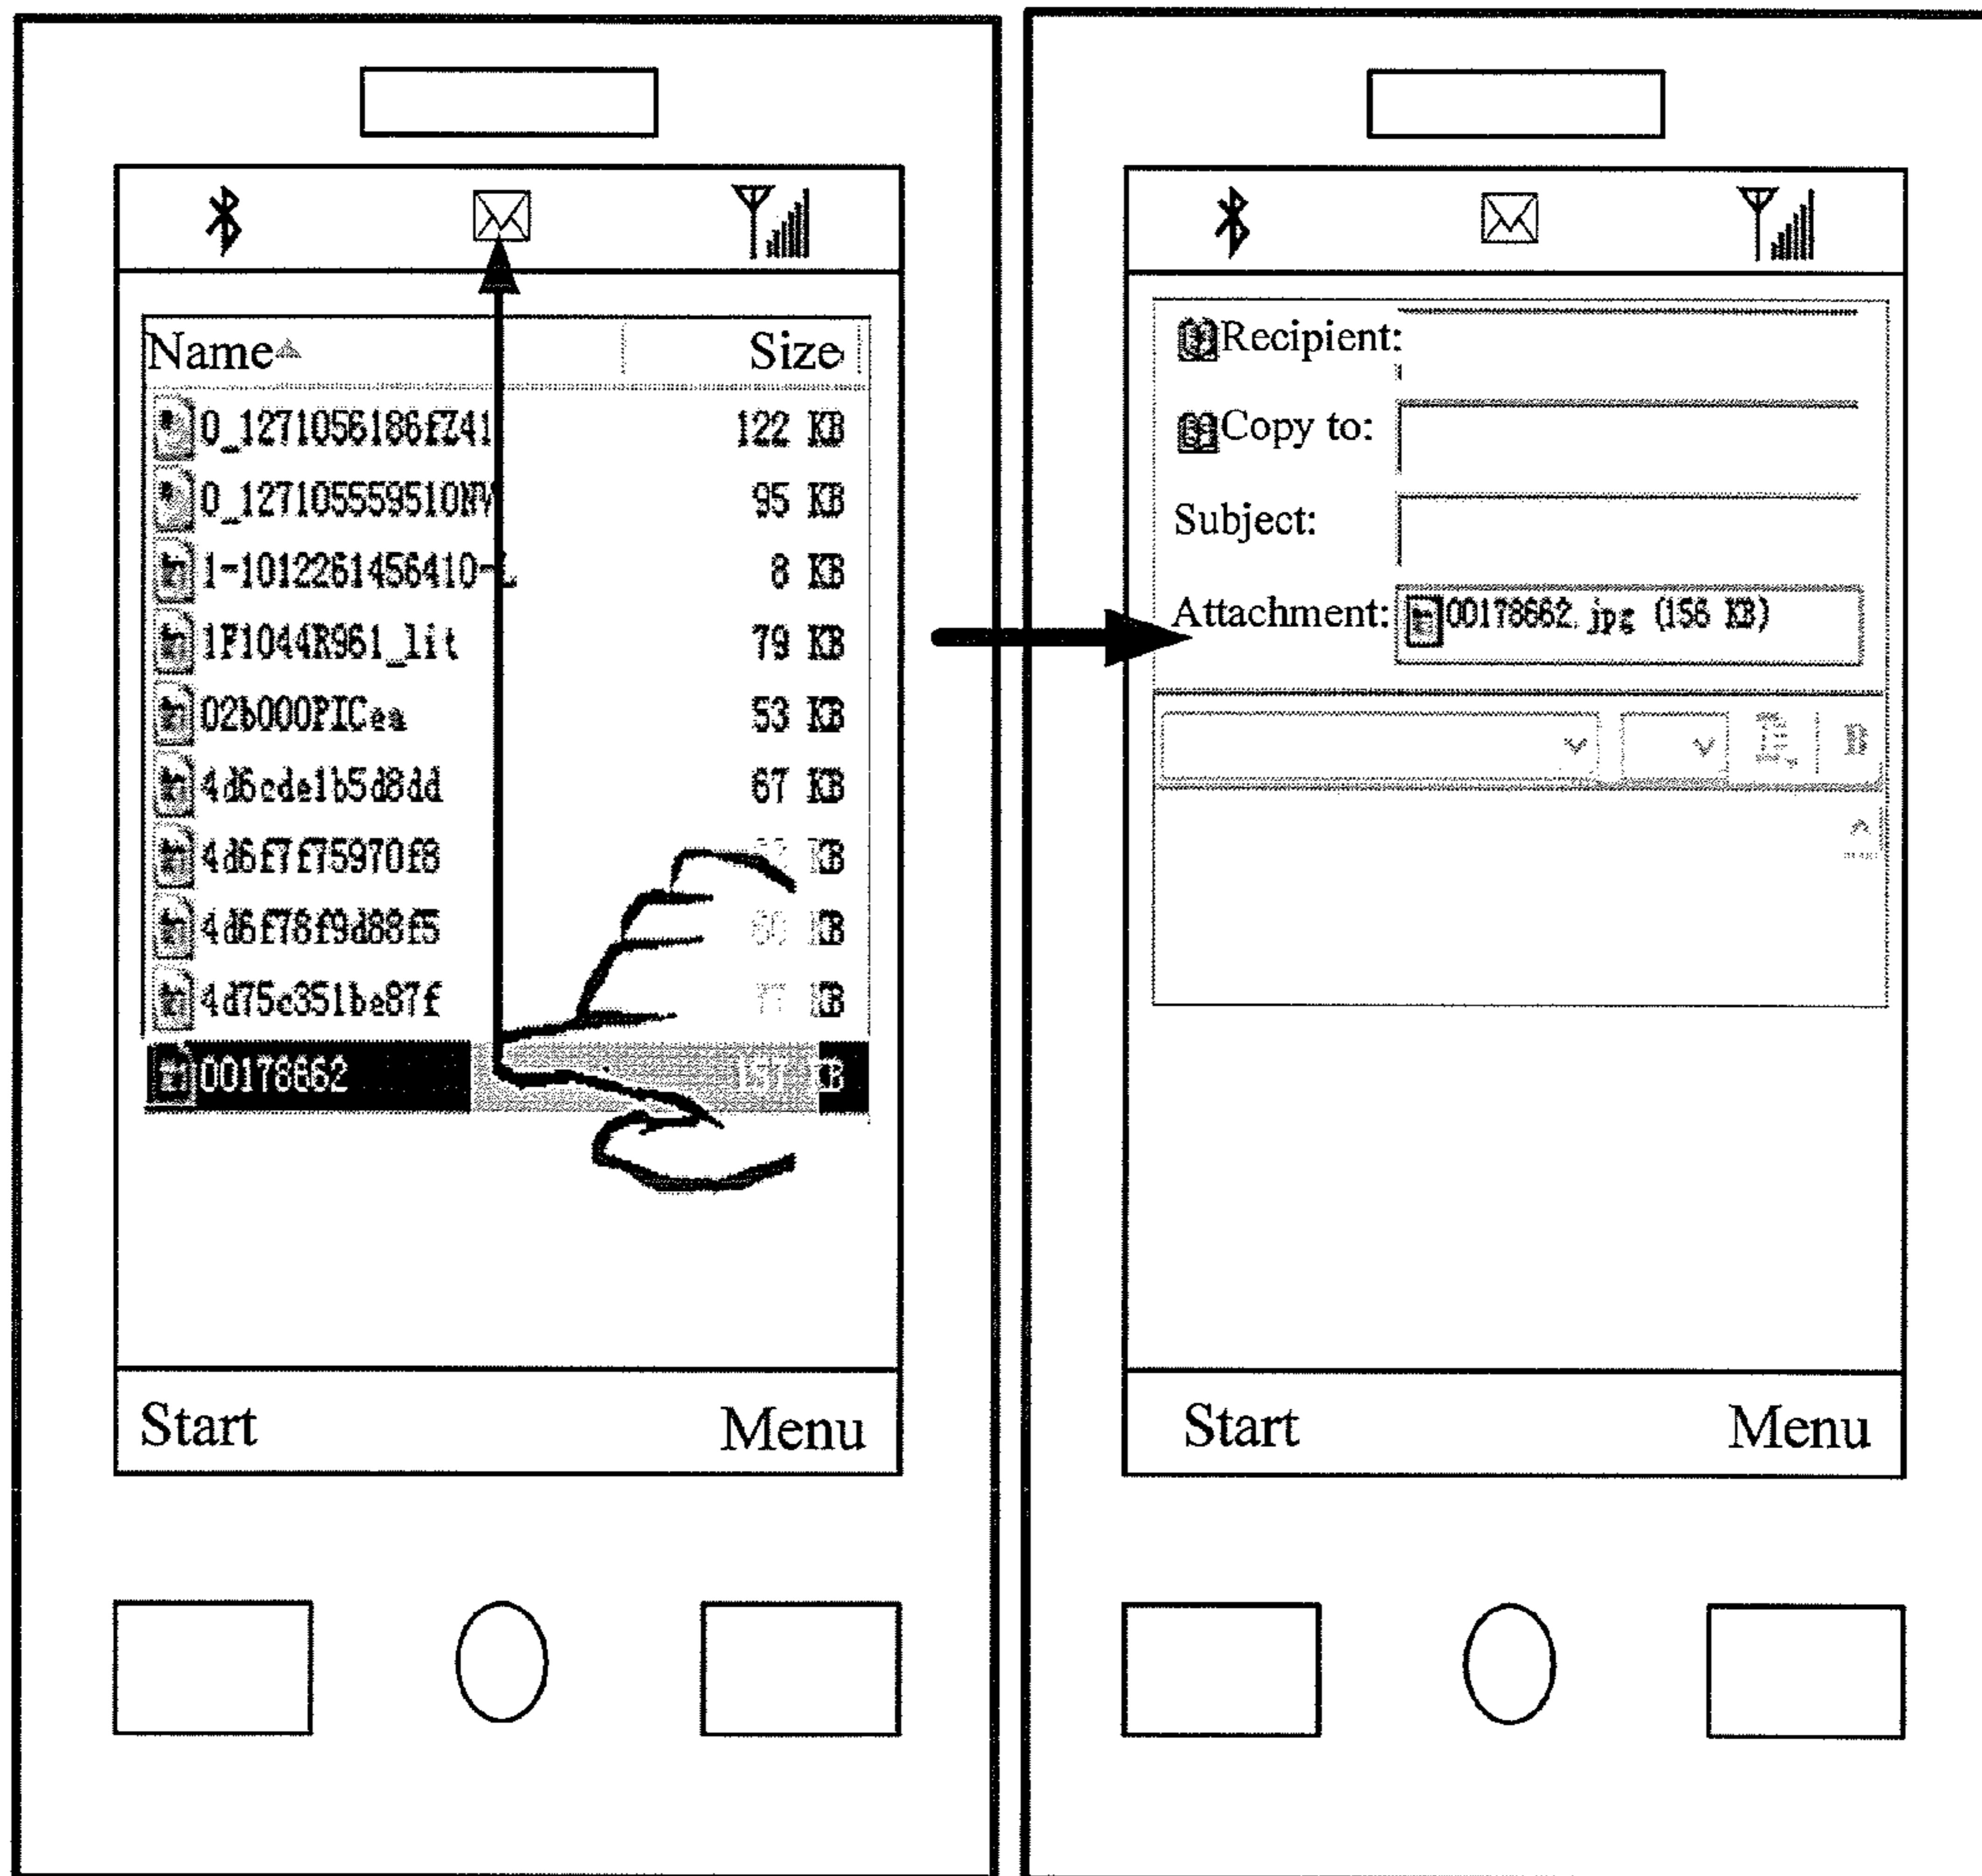 Name Size
0_1271056186fZ41 122 KB
0_127105559510NV 95 KB
1-1012261456410-L 8 KB
1F1044R961_lit 79 KB
02b000PICea 53 KB
4d6cde1b5d8dd 67 KB
4d6f7f75970f8 KB
4d6f78f9d88f5 KB
4d75c351be87f KB
00178662 157 KB
Start Menu
Recipient:
Copy to:
Subject:
Attachment: 00178662.jpg (156 KB)
B
Start Menu